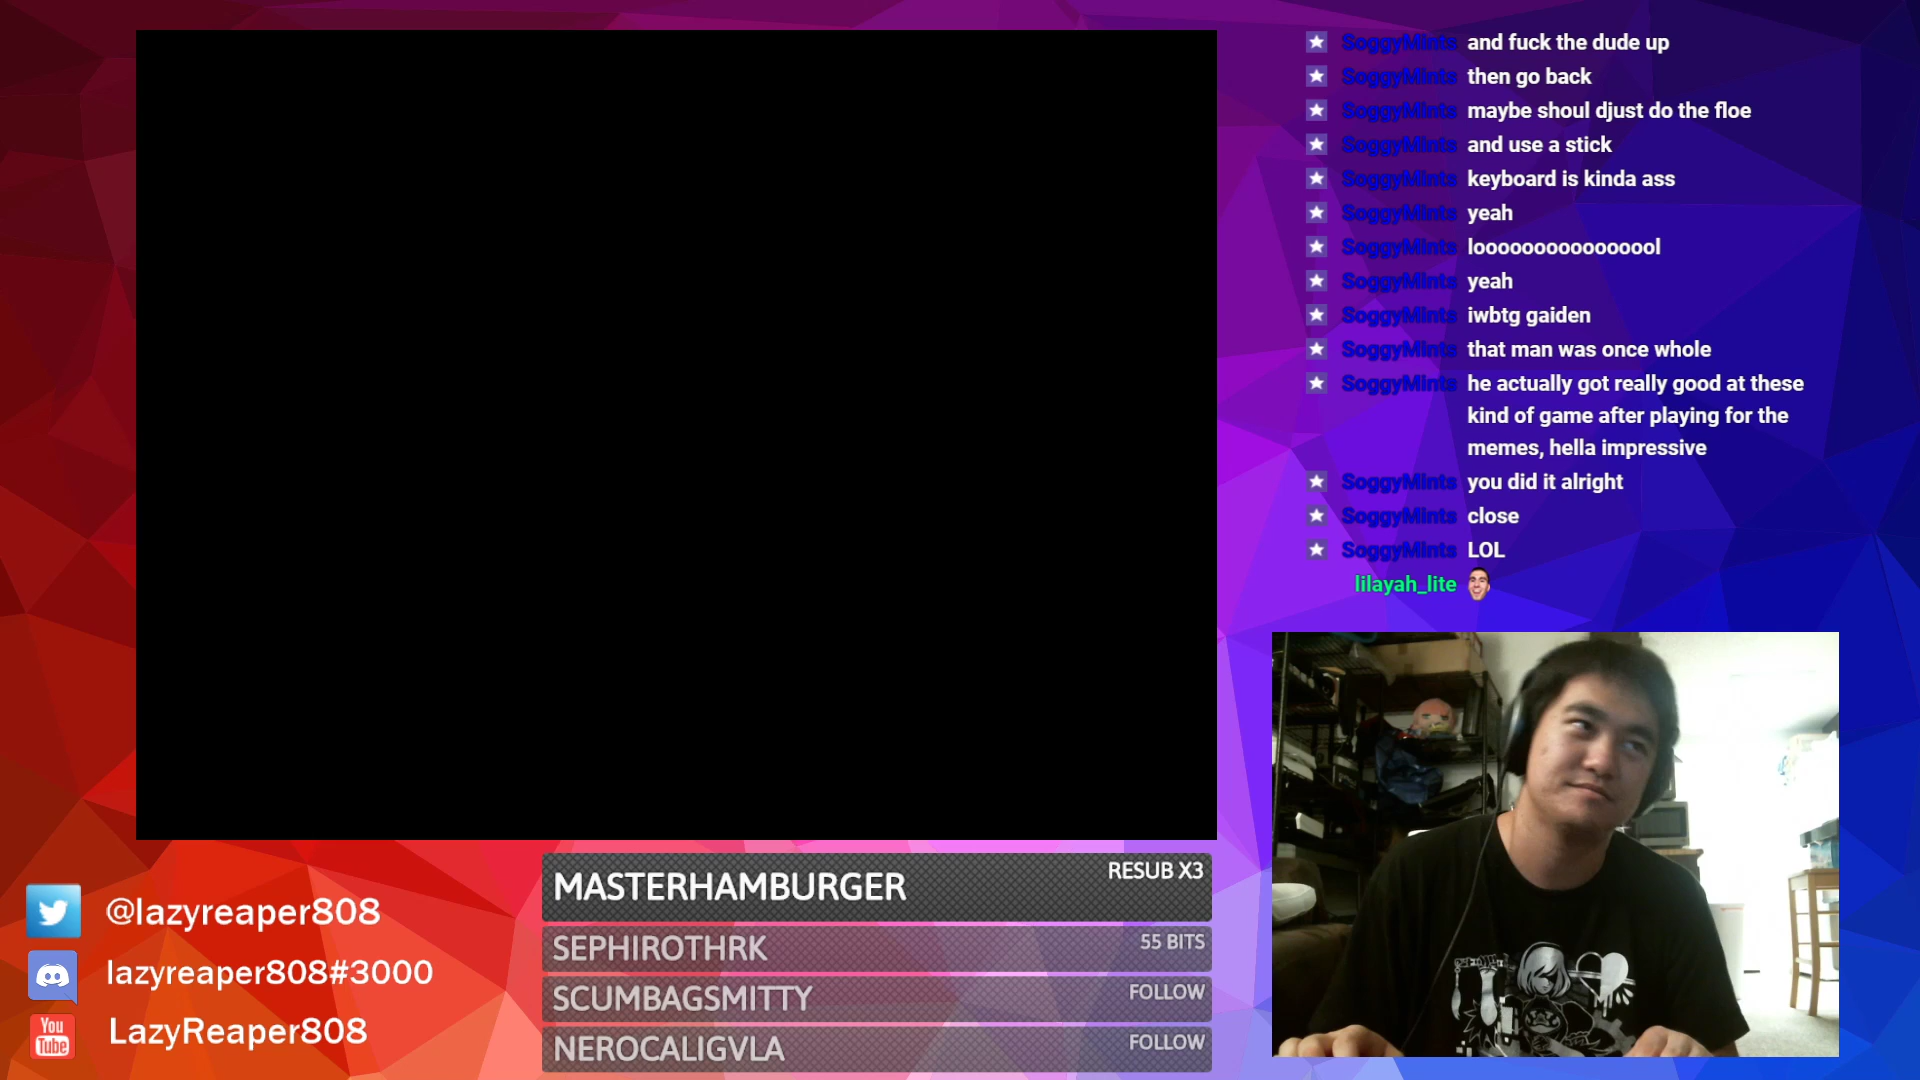 SoggyMints and fuck the dude up
SoggyMints then go back
SoggyMints maybe shoul djust do the floe
SoggyMints and use a stick
SoggyMints keyboard is kinda ass
SoggyMints yeah
SoggyMints looooooooooooooool
SoggyMints yeah
SoggyMints iwbtg gaiden
SoggyMints that man was once whole
SoggyMints he actually got really good at these
kind of game after playing for the
memes, hella impressive
SoggyMints you did it alright
SoggyMints close
SoggyMints LOL
lilayah_lite
@lazyreaper808
lazyreaper808#3000
You Tube
LazyReaper808
MASTERHAMBURGER RESUB X3
SEPHIROTHRK 55 BITS
SCUMBAGSMITTY FOLLOW
NEROCALIGVLA FOLLOW